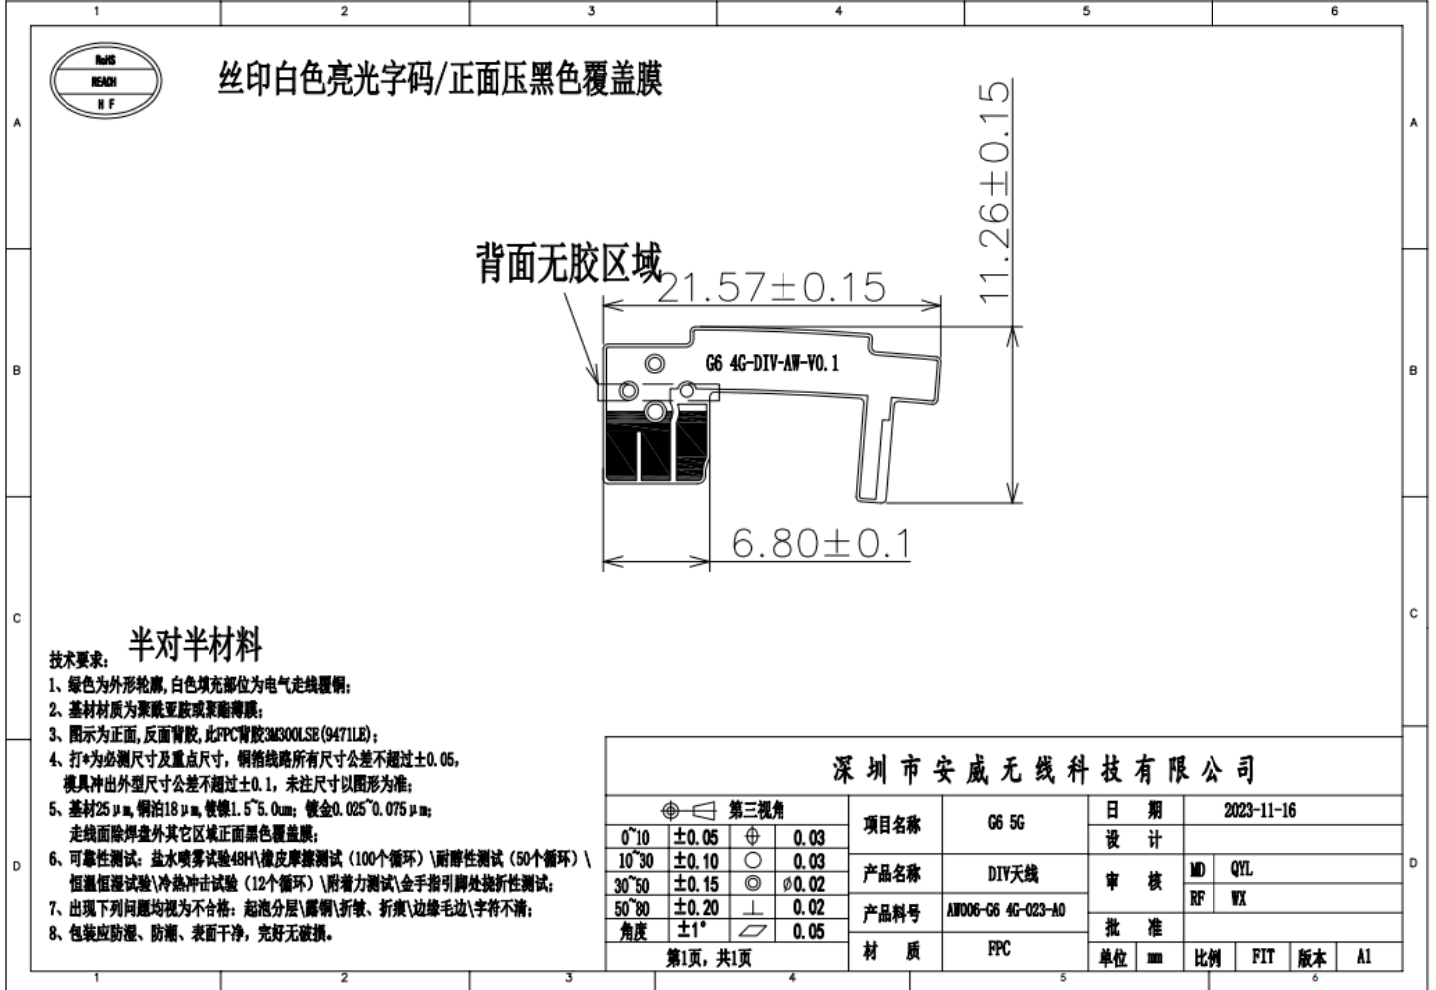 1 2 3 4 5 6
RoHS
REACH
H F
丝印白色亮光字码/正面压黑色覆盖膜
A A
11.26±0.15
背面无胶区域
21.57±0.15
G6 4G-DIV-AW-V0.1
B B
6.80±0.1
C C
半对半材料
技术要求:
1、绿色为外形轮廓,白色填充部位为电气走线覆铜;
2、基材材质为聚酰亚胺或聚酯薄膜;
3、图示为正面,反面背胶,此FPC背胶3M300LSE(9471LE);
4、打*为必测尺寸及重点尺寸，铜箔线路所有尺寸公差不超过±0.05,
模具冲出外型尺寸公差不超过±0.1，未注尺寸以图形为准;
5、基材25μm,铜泊18μm,镀镍1.5~5.0um; 镀金0.025~0.075μm;
走线面除焊盘外其它区域正面黑色覆盖膜;
6、可靠性测试: 盐水喷雾试验48H\橡皮摩擦测试（100个循环）\耐醇性测试（50个循环）\
恒温恒湿试验\冷热冲击试验（12个循环）\附着力测试\金手指引脚处挠折性测试;
7、出现下列问题均视为不合格: 起泡分层\露铜\折皱、折痕\边缘毛边\字符不清;
8、包装应防湿、防潮、表面干净，完好无破损。
D D
深圳市安威无线科技有限公司
第三视角
0~10 ±0.05 0.03
10~30 ±0.10 0.03
30~50 ±0.15 ø0.02
50~80 ±0.20 0.02
角度 ±1° 0.05
第1页，共1页
项目名称 G6 5G
产品名称 DIV天线
产品料号 AW006-G6 4G-023-A0
材 质 FPC
日 期 2023-11-16
设 计
审 核 MD QYL
RF WX
批 准
单位 mm 比例 FIT 版本 A1
1 2 3 4 5 6